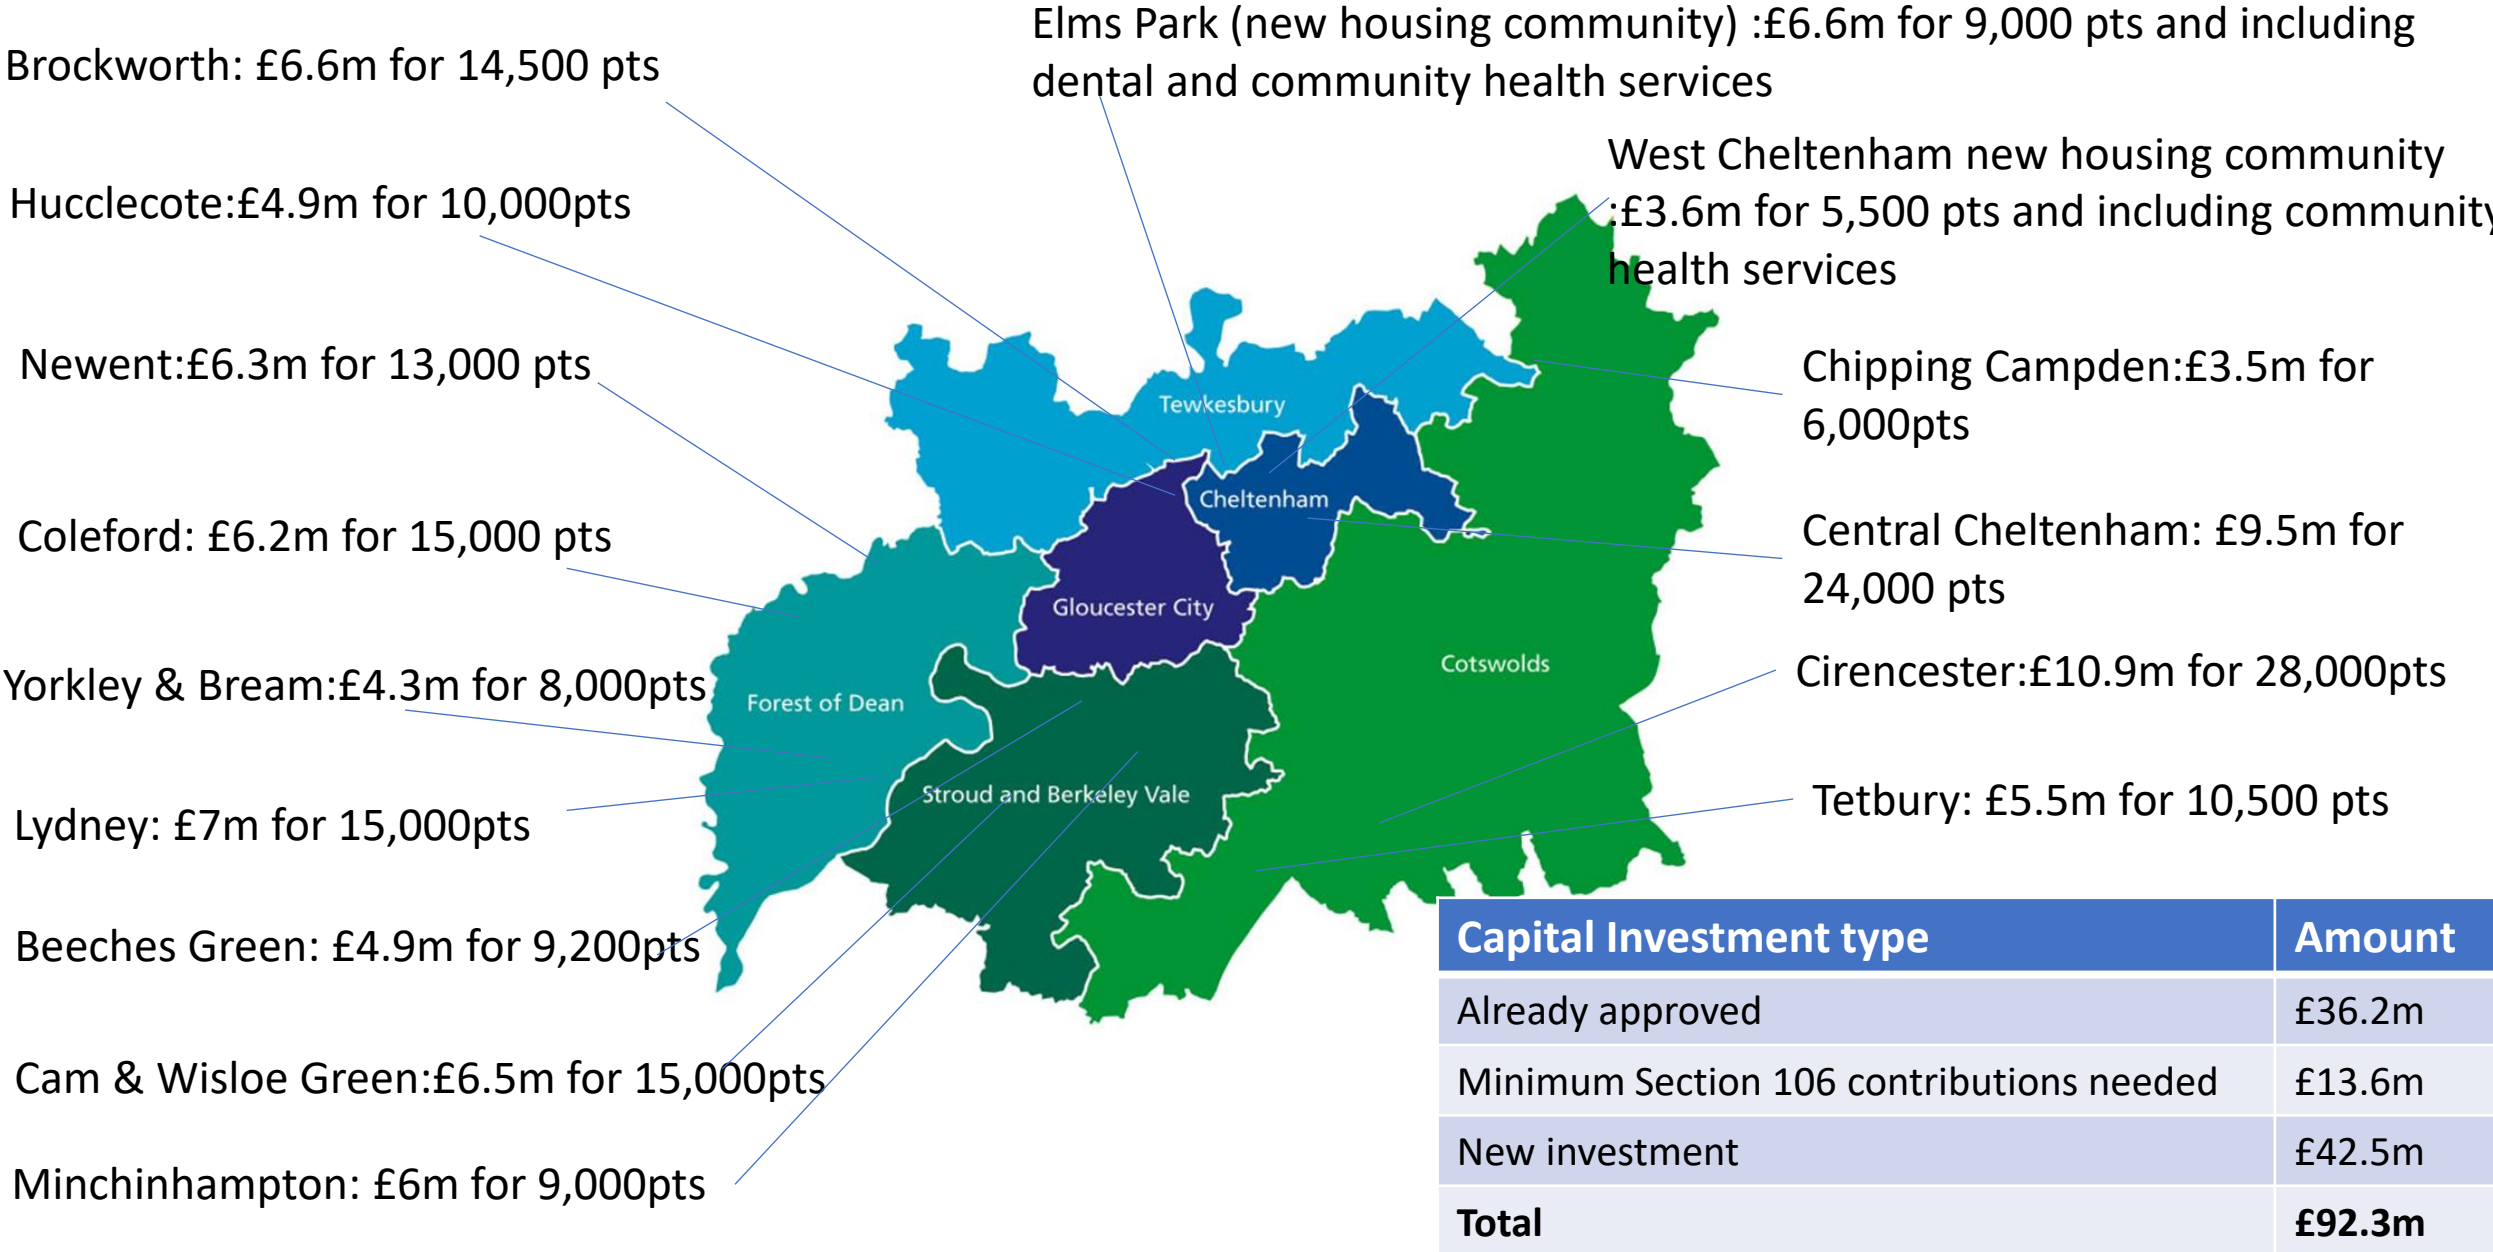 Elms Park (new housing community) :£6.6m for 9,000 pts and including
dental and community health services
Brockworth: £6.6m for 14,500 pts
West Cheltenham new housing community
:£3.6m for 5,500 pts and including community
health services
Hucclecote:£4.9m for 10,000pts
Newent:£6.3m for 13,000 pts
Chipping Campden:£3.5m for
6,000pts
Tewkesbury
Cheltenham
Coleford: £6.2m for 15,000 pts
Central Cheltenham: £9.5m for
24,000 pts
Gloucester City
Cotswolds
Yorkley & Bream:£4.3m for 8,000pts
Forest of Dean
Cirencester:£10.9m for 28,000pts
Stroud and Berkeley Vale
Tetbury: £5.5m for 10,500 pts
Lydney: £7m for 15,000pts
Beeches Green: £4.9m for 9,200pts
Cam & Wisloe Green:£6.5m for 15,000pts
Minchinhampton: £6m for 9,000pts
Capital Investment type Amount
Already approved £36.2m
Minimum Section 106 contributions needed £13.6m
New investment £42.5m
Total £92.3m